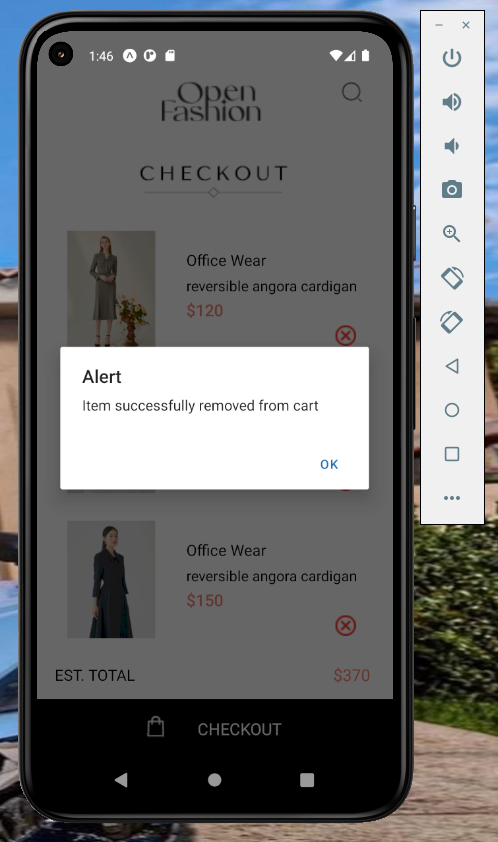 1:46
Open
Fashion
CHECKOUT
Office Wear
reversible angora cardigan
$120
Alert
Item successfully removed from cart
OK
Office Wear
reversible angora cardigan
$150
EST. TOTAL
$370
CHECKOUT